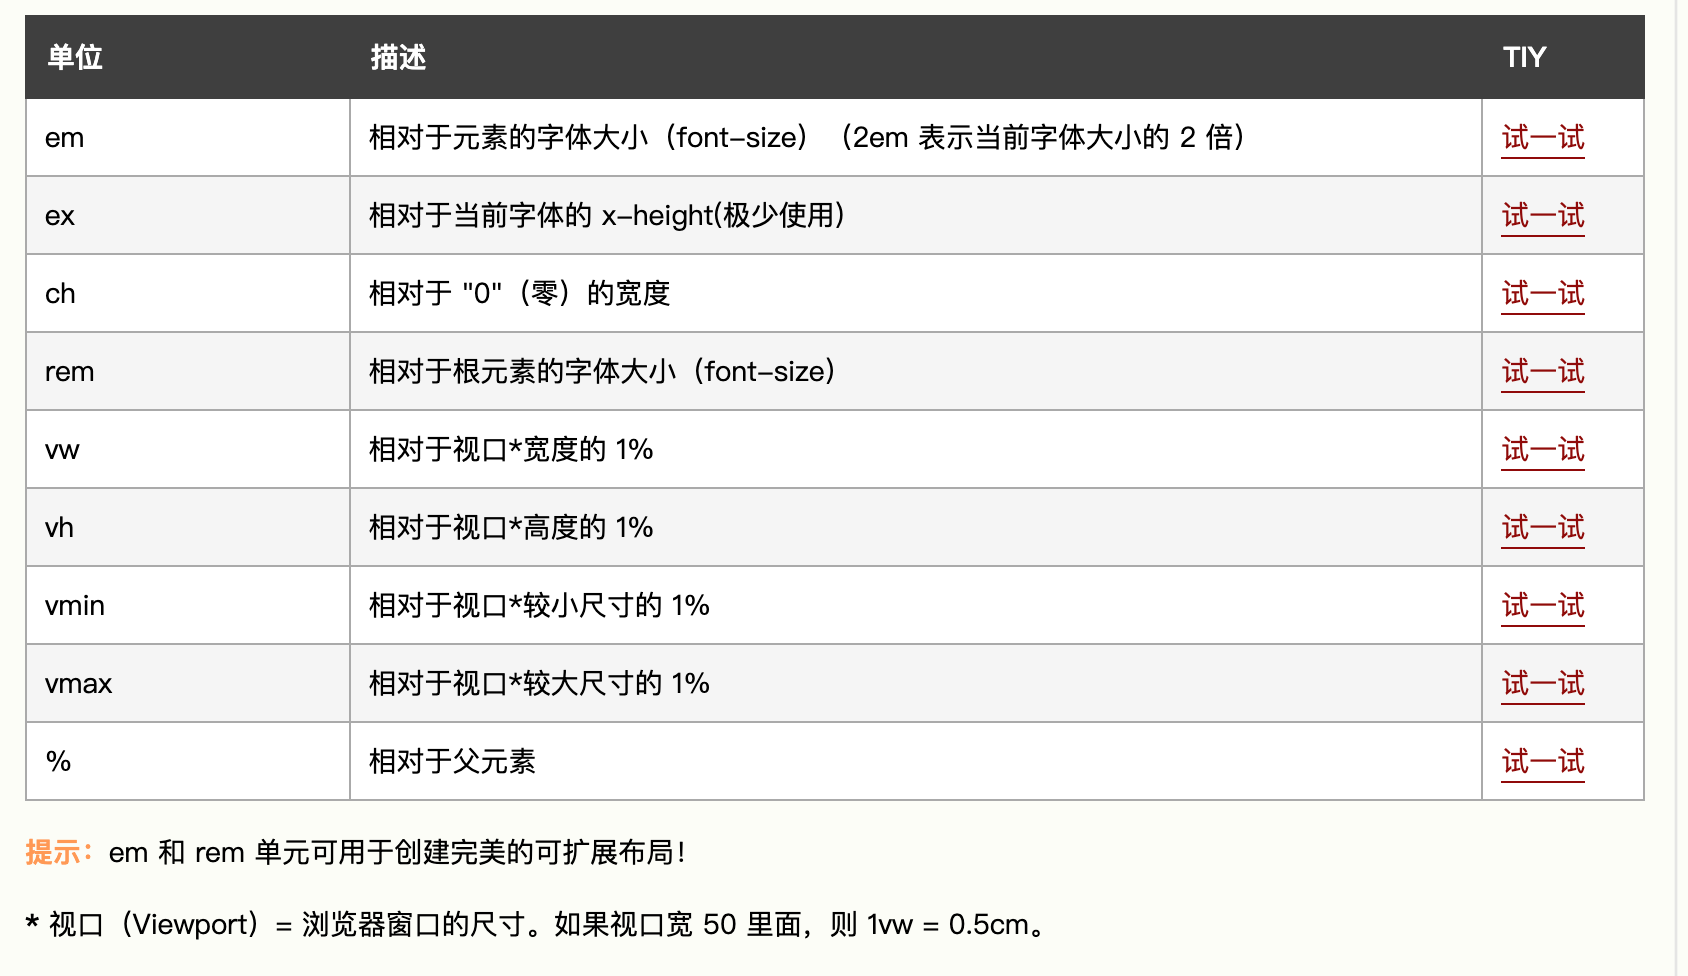 单位 描述 TIY
em 相对于元素的字体大小（font-size）（2em 表示当前字体大小的 2 倍） 试一试
ex 相对于当前字体的 x-height(极少使用) 试一试
ch 相对于 "0"（零）的宽度 试一试
rem 相对于根元素的字体大小（font-size） 试一试
vw 相对于视口*宽度的 1% 试一试
vh 相对于视口*高度的 1% 试一试
vmin 相对于视口*较小尺寸的 1% 试一试
vmax 相对于视口*较大尺寸的 1% 试一试
% 相对于父元素 试一试
提示：em 和 rem 单元可用于创建完美的可扩展布局！
* 视口（Viewport）= 浏览器窗口的尺寸。如果视口宽 50 里面，则 1vw = 0.5cm。